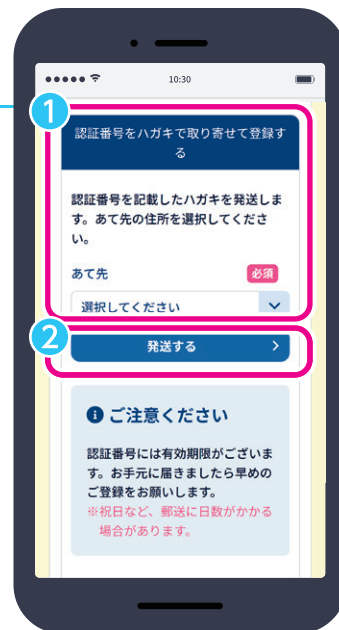 10:30
1
認証番号をハガキで取り寄せて登録す
る
認証番号を記載したハガキを発送しま
す。あて先の住所を選択してくださ
い。
あて先 必須
選択してください
2
発送する
ご注意ください
認証番号には有効期限がございま
す。お手元に届きましたら早めの
ご登録をお願いします。
※祝日など、郵送に日数がかかる
場合があります。